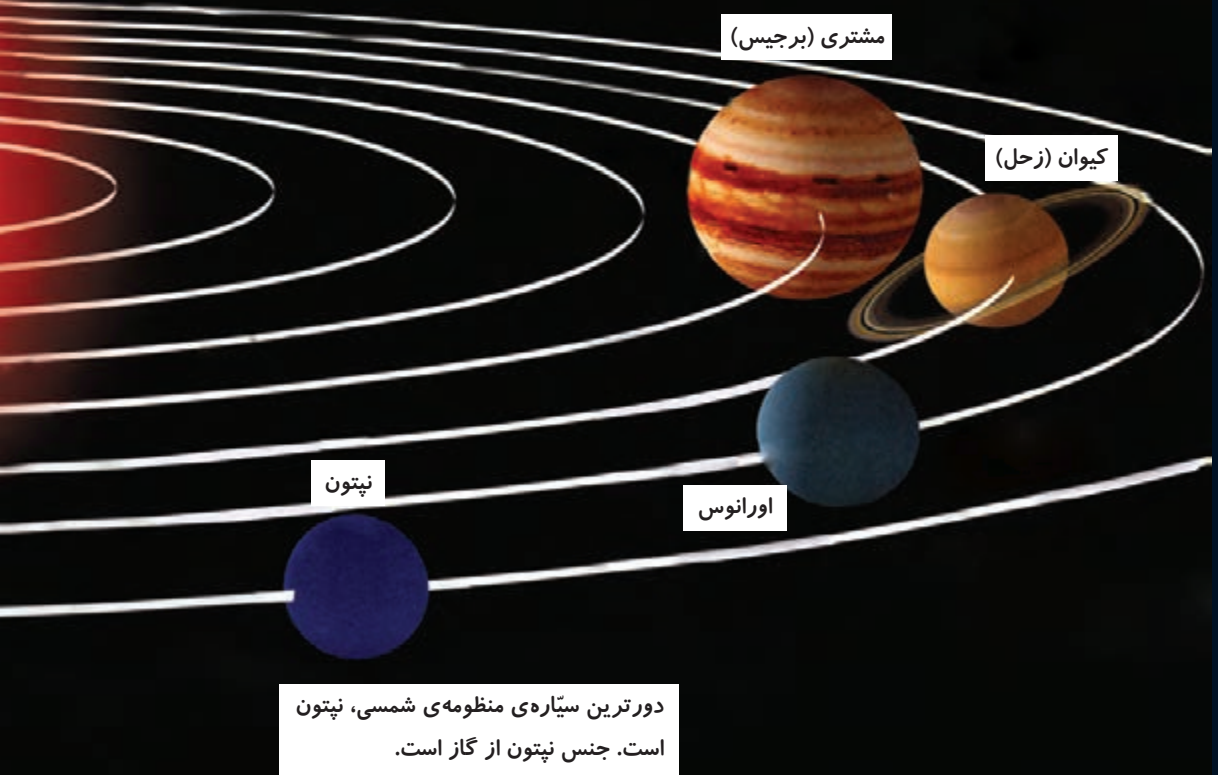 مشتری (برجیس)
کیوان (زحل)
نپتون
اورانوس
دورترین سیّاره‌ی منظومه‌ی شمسی، نپتون
است. جنس نپتون از گاز است.